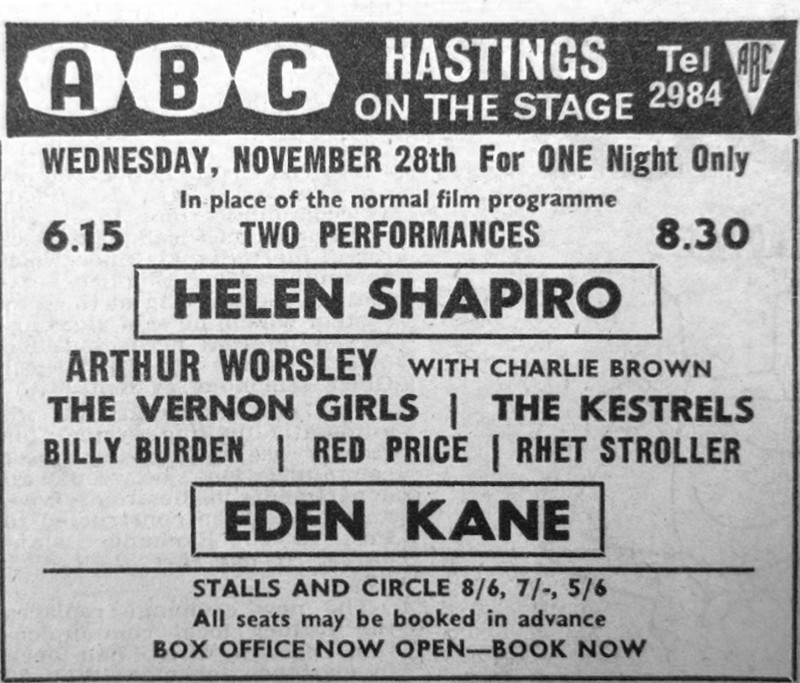 ABC HASTINGS Tel ABC
ON THE STAGE 2984
WEDNESDAY, NOVEMBER 28th For ONE Night Only
In place of the normal film programme
6.15 TWO PERFORMANCES 8.30
HELEN SHAPIRO
ARTHUR WORSLEY WITH CHARLIE BROWN
THE VERNON GIRLS | THE KESTRELS
BILLY BURDEN | RED PRICE | RHET STROLLER
EDEN KANE
STALLS AND CIRCLE 8/6, 7/-, 5/6
All seats may be booked in advance
BOX OFFICE NOW OPEN—BOOK NOW